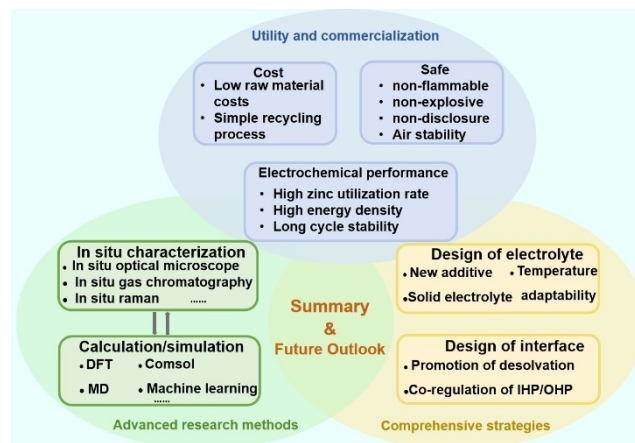 Utility and commercialization
Cost
• Low raw material
costs
• Simple recycling
process
Safe
• non-flammable
• non-explosive
• non-disclosure
• Air stability
Electrochemical performance
• High zinc utilization rate
• High energy density
• Long cycle stability
In situ characterization
• In situ optical microscope
• In situ gas chromatography
• In situ raman ......
Calculation/simulation
• DFT • Comsol
• MD • Machine learning
......
Advanced research methods
Summary
&
Future Outlook
Design of electrolyte
• New additive • Temperature
• Solid electrolyte adaptability
Design of interface
• Promotion of desolvation
• Co-regulation of IHP/OHP
Comprehensive strategies